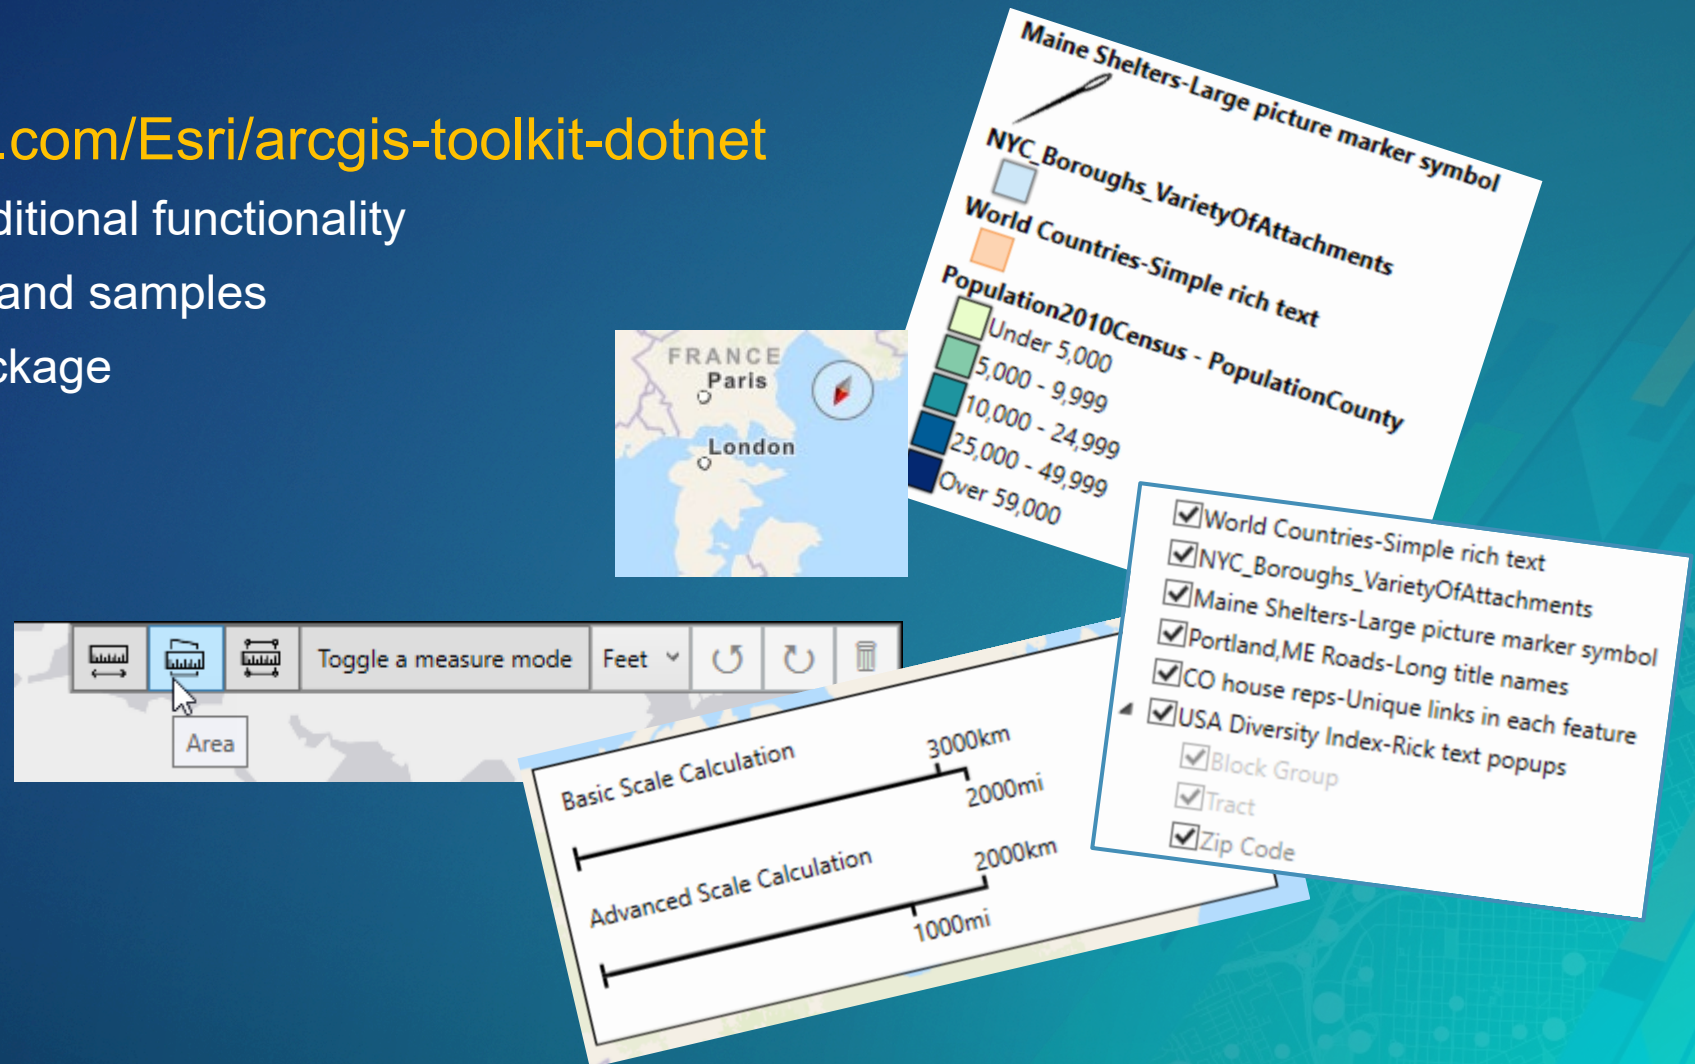 .com/Esri/arcgis-toolkit-dotnet
ditional functionality
and samples
ckage
Maine Shelters-Large picture marker symbol
NYC_Boroughs_VarietyOfAttachments
World Countries-Simple rich text
Population2010Census - PopulationCounty
Under 5,000
5,000 - 9,999
10,000 - 24,999
25,000 - 49,999
Over 59,000
FRANCE
Paris
London
Toggle a measure mode
Feet
Area
Basic Scale Calculation
3000km
2000mi
Advanced Scale Calculation
2000km
1000mi
World Countries-Simple rich text
NYC_Boroughs_VarietyOfAttachments
Maine Shelters-Large picture marker symbol
Portland,ME Roads-Long title names
CO house reps-Unique links in each feature
USA Diversity Index-Rick text popups
Block Group
Tract
Zip Code